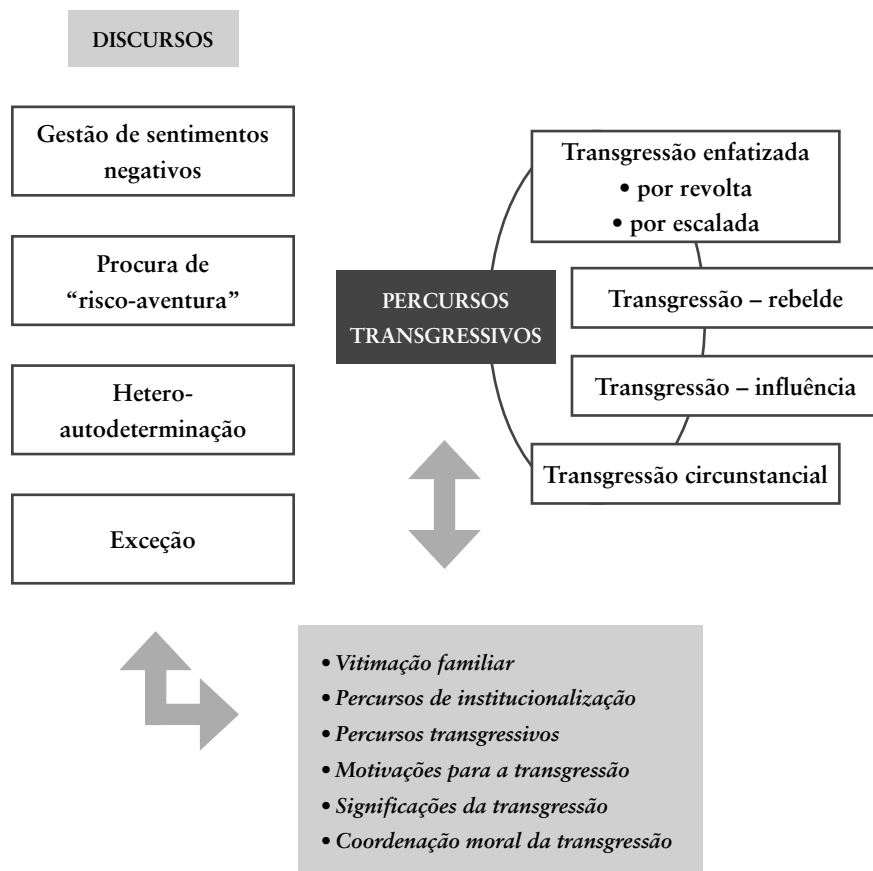 DISCURSOS
Gestão de sentimentos
negativos
Procura de
“risco-aventura”
Hetero-
autodeterminação
Exceção
PERCURSOS
TRANSGRESSIVOS
Transgressão enfatizada
• por revolta
• por escalada
Transgressão – rebelde
Transgressão – influência
Transgressão circunstancial
• Vitimação familiar
• Percursos de institucionalização
• Percursos transgressivos
• Motivações para a transgressão
• Significações da transgressão
• Coordenação moral da transgressão